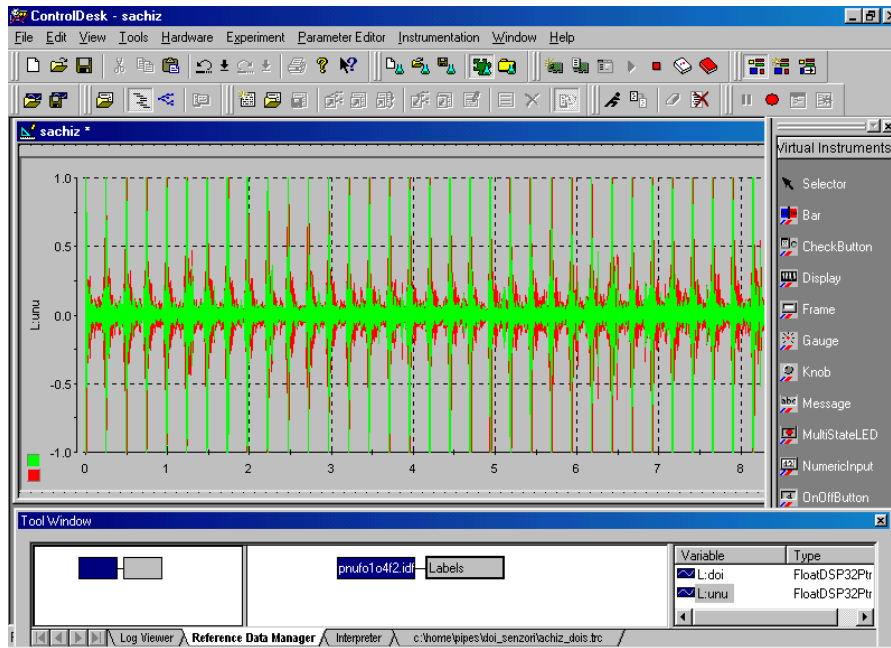 ControlDesk - sachiz
File Edit View Tools Hardware Experiment Parameter Editor Instrumentation Window Help
sachiz *
Virtual Instruments
Selector
Bar
CheckButton
Display
Frame
Gauge
Knob
Message
MultiStateLED
NumericInput
OnOffButton
1.0
0.5
0.0
-0.5
-1.0
L:unu
0 1 2 3 4 5 6 7 8
Tool Window
pnufo1o4f2.idf Labels
Variable Type
L:doi FloatDSP32Ptr
L:unu FloatDSP32Ptr
Log Viewer Reference Data Manager Interpreter c:\home\pipes\doi_senzori\achiz_dois.trc